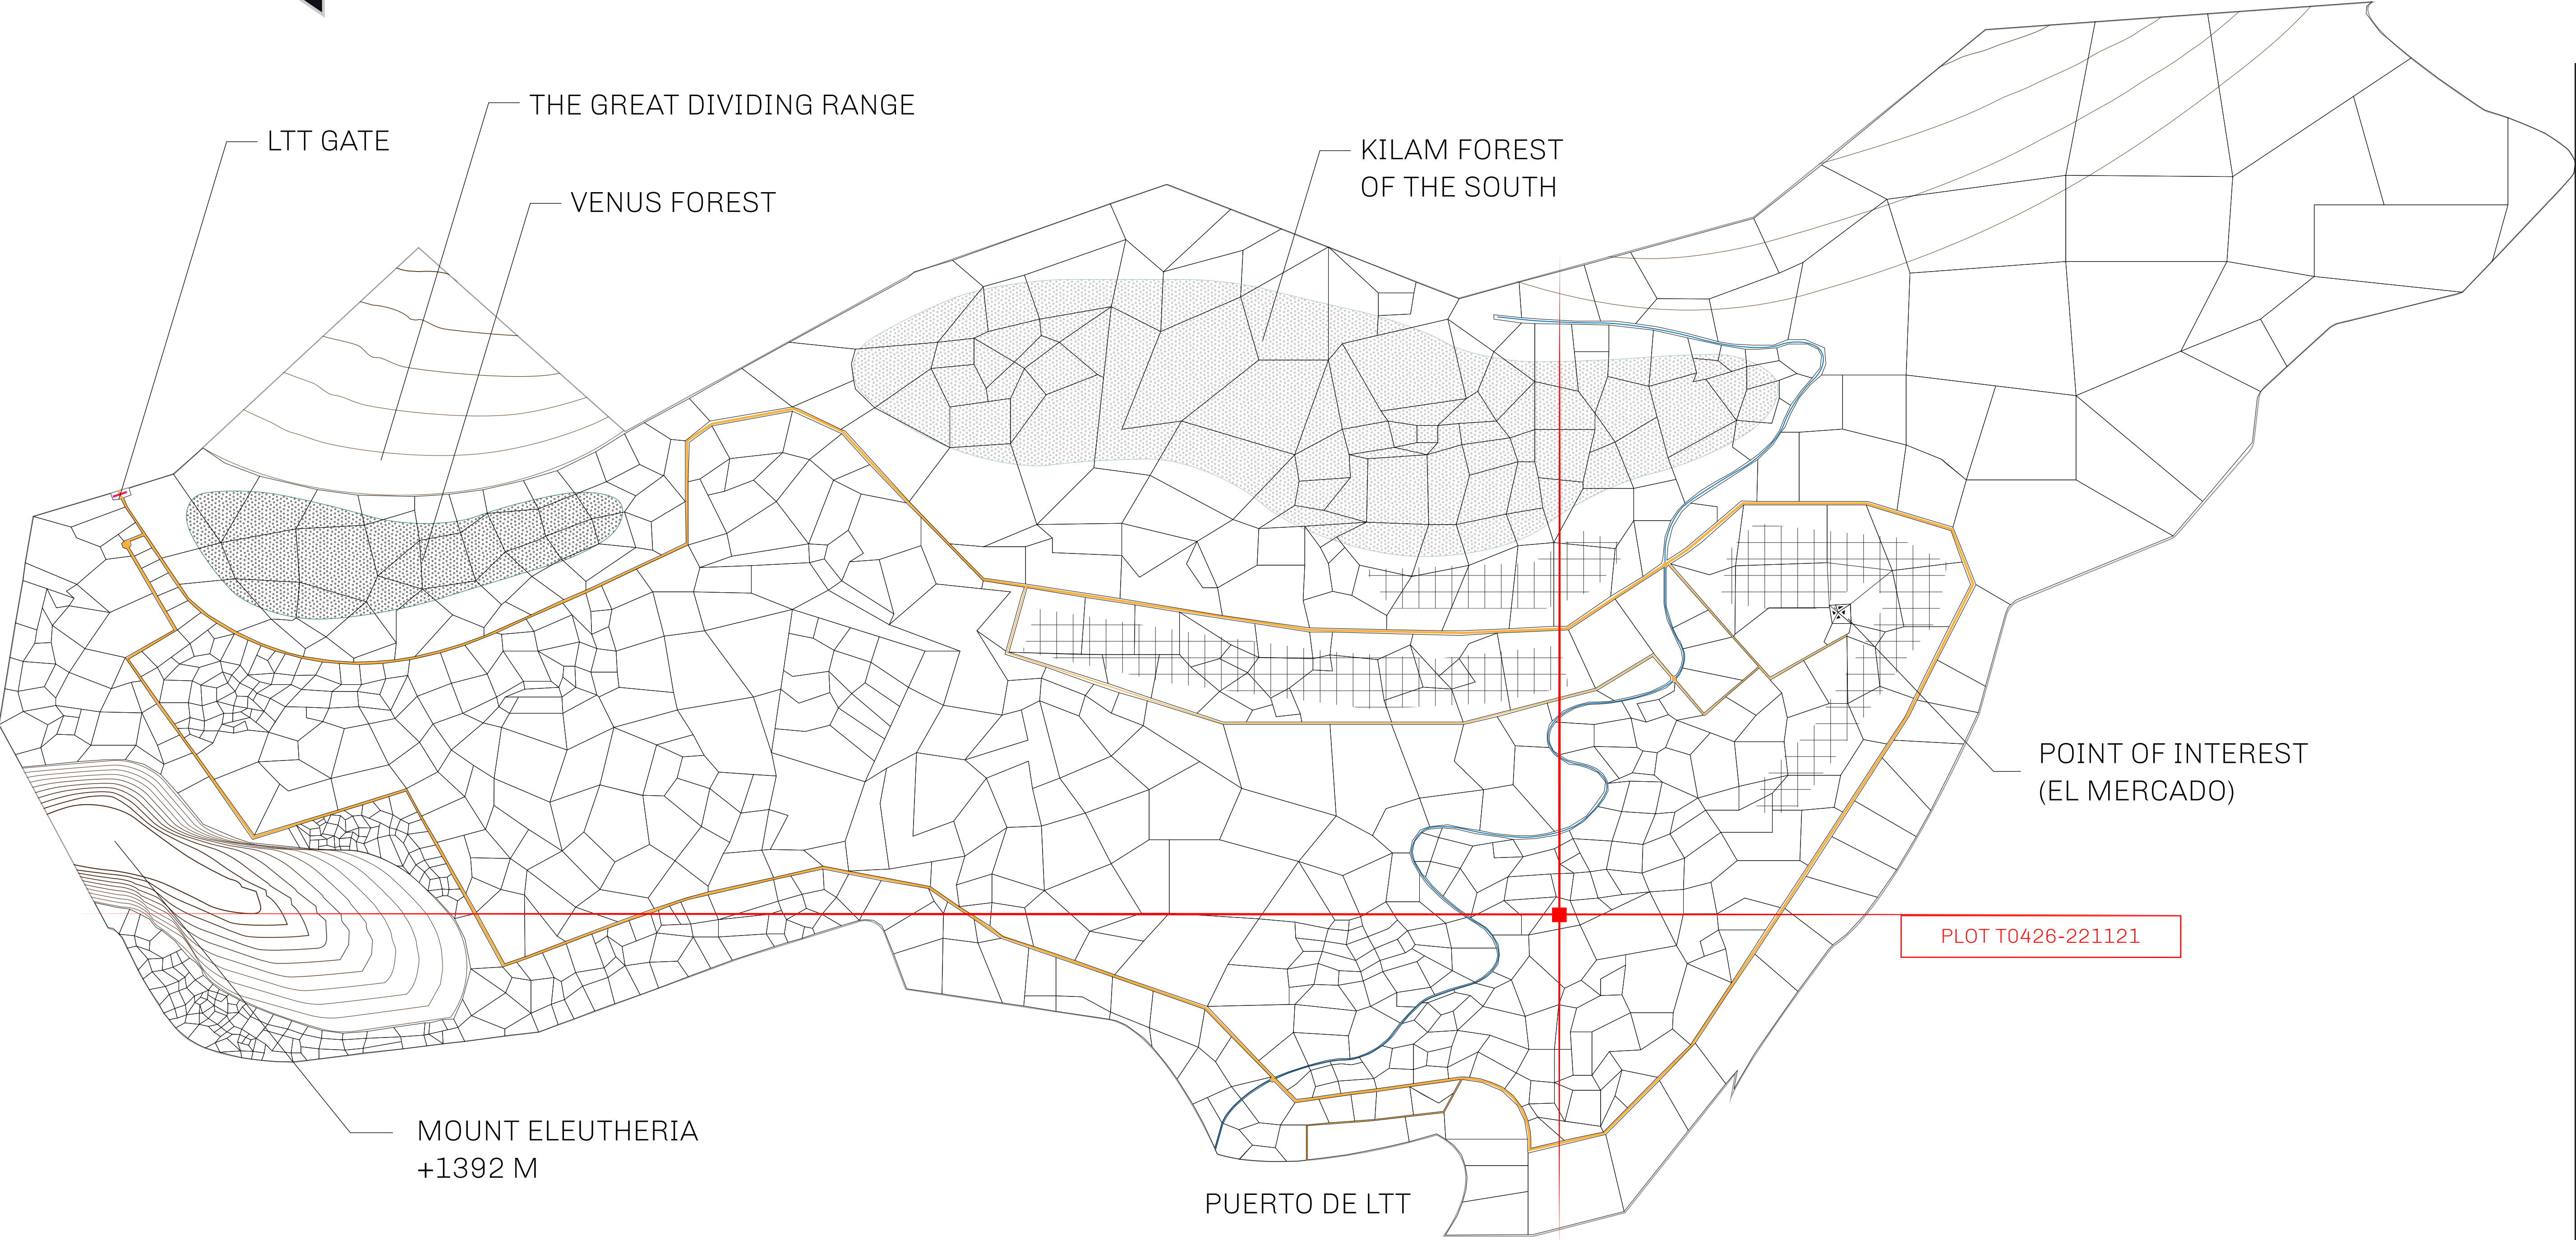 THE GREAT DIVIDING RANGE
LTT GATE
KILAM FOREST
OF THE SOUTH
VENUS FOREST
POINT OF INTEREST
(EL MERCADO)
PLOT T0426-221121
MOUNT ELEUTHERIA
+1392 M
PUERTO DE LTT